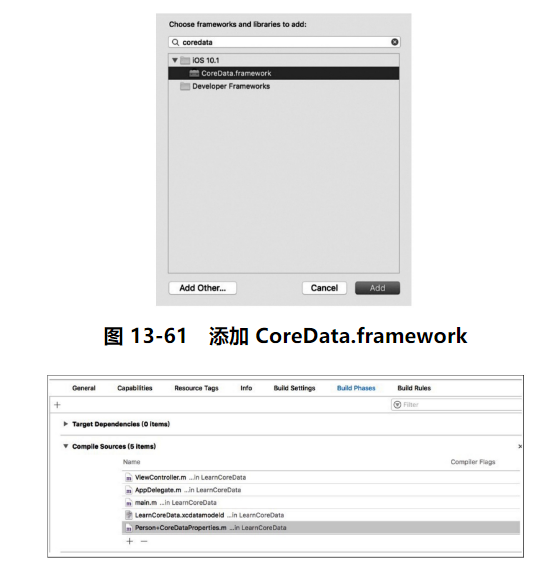 Choose frameworks and libraries to add:
coredata
iOS 10.1
CoreData.framework
Developer Frameworks
Add Other...
Cancel
Add
图 13-61 添加 CoreData.framework
General Capabilities Resource Tags Info Build Settings Build Phases Build Rules
+ Filter
Target Dependencies (0 items)
Compile Sources (5 items) ×
Name Compiler Flags
ViewController.m ...in LearnCoreData
AppDelegate.m ...in LearnCoreData
main.m ...in LearnCoreData
LearnCoreData.xcdatamodeld ...in LearnCoreData
Person+CoreDataProperties.m ...in LearnCoreData
+ −